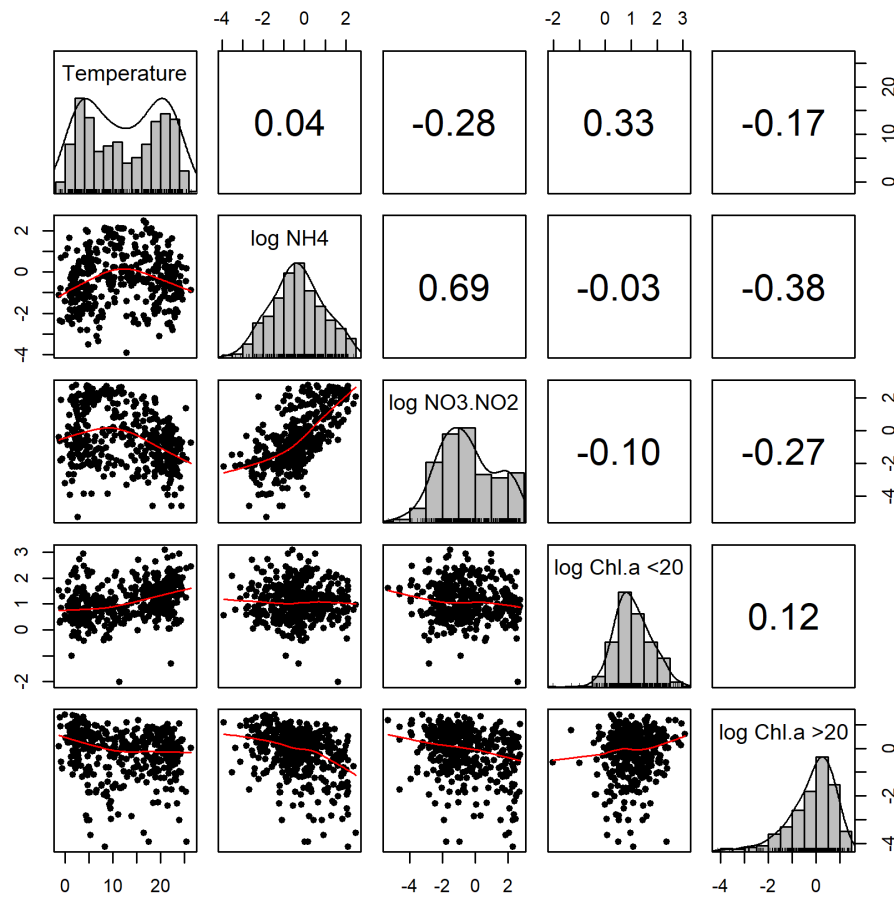 -4 -2 0 2
-2 0 1 2 3
Temperature
0.04
-0.28
0.33
-0.17
0 10 20
-4 -2 0 2
log NH4
0.69
-0.03
-0.38
log NO3.NO2
-0.10
-0.27
-4 -2 0 2
-2 0 1 2 3
log Chl.a <20
0.12
log Chl.a >20
-4 -2 0
0 10 20
-4 -2 0 2
-4 -2 0